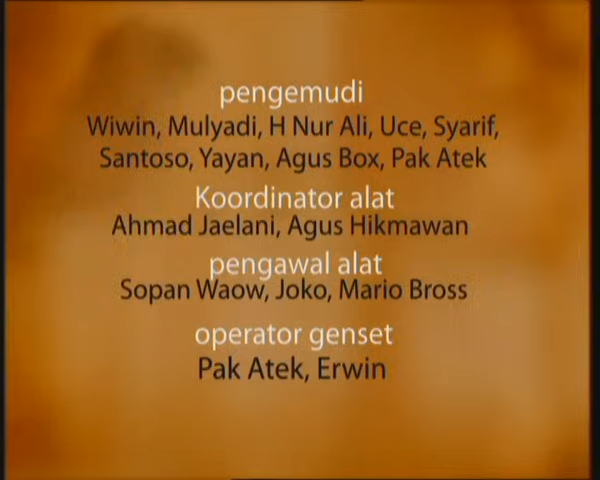 pengemudi
Wiwin, Mulyadi, H Nur Ali, Uce, Syarif,
Santoso, Yayan, Agus Box, Pak Atek
Koordinator alat
Ahmad Jaelani, Agus Hikmawan
pengawal alat
Sopan Waow, Joko, Mario Bross
operator genset
Pak Atek, Erwin